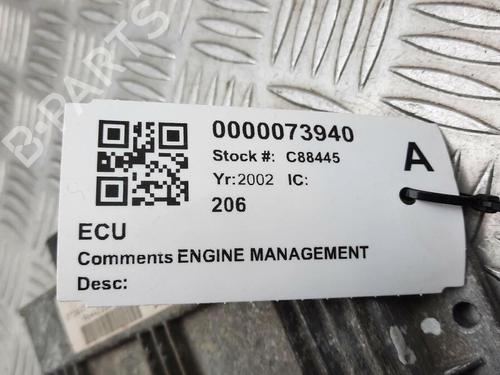 B-PARTS
0000073940
Stock #: C88445
A
Yr:2002 IC:
206
ECU
Comments ENGINE MANAGEMENT
Desc: